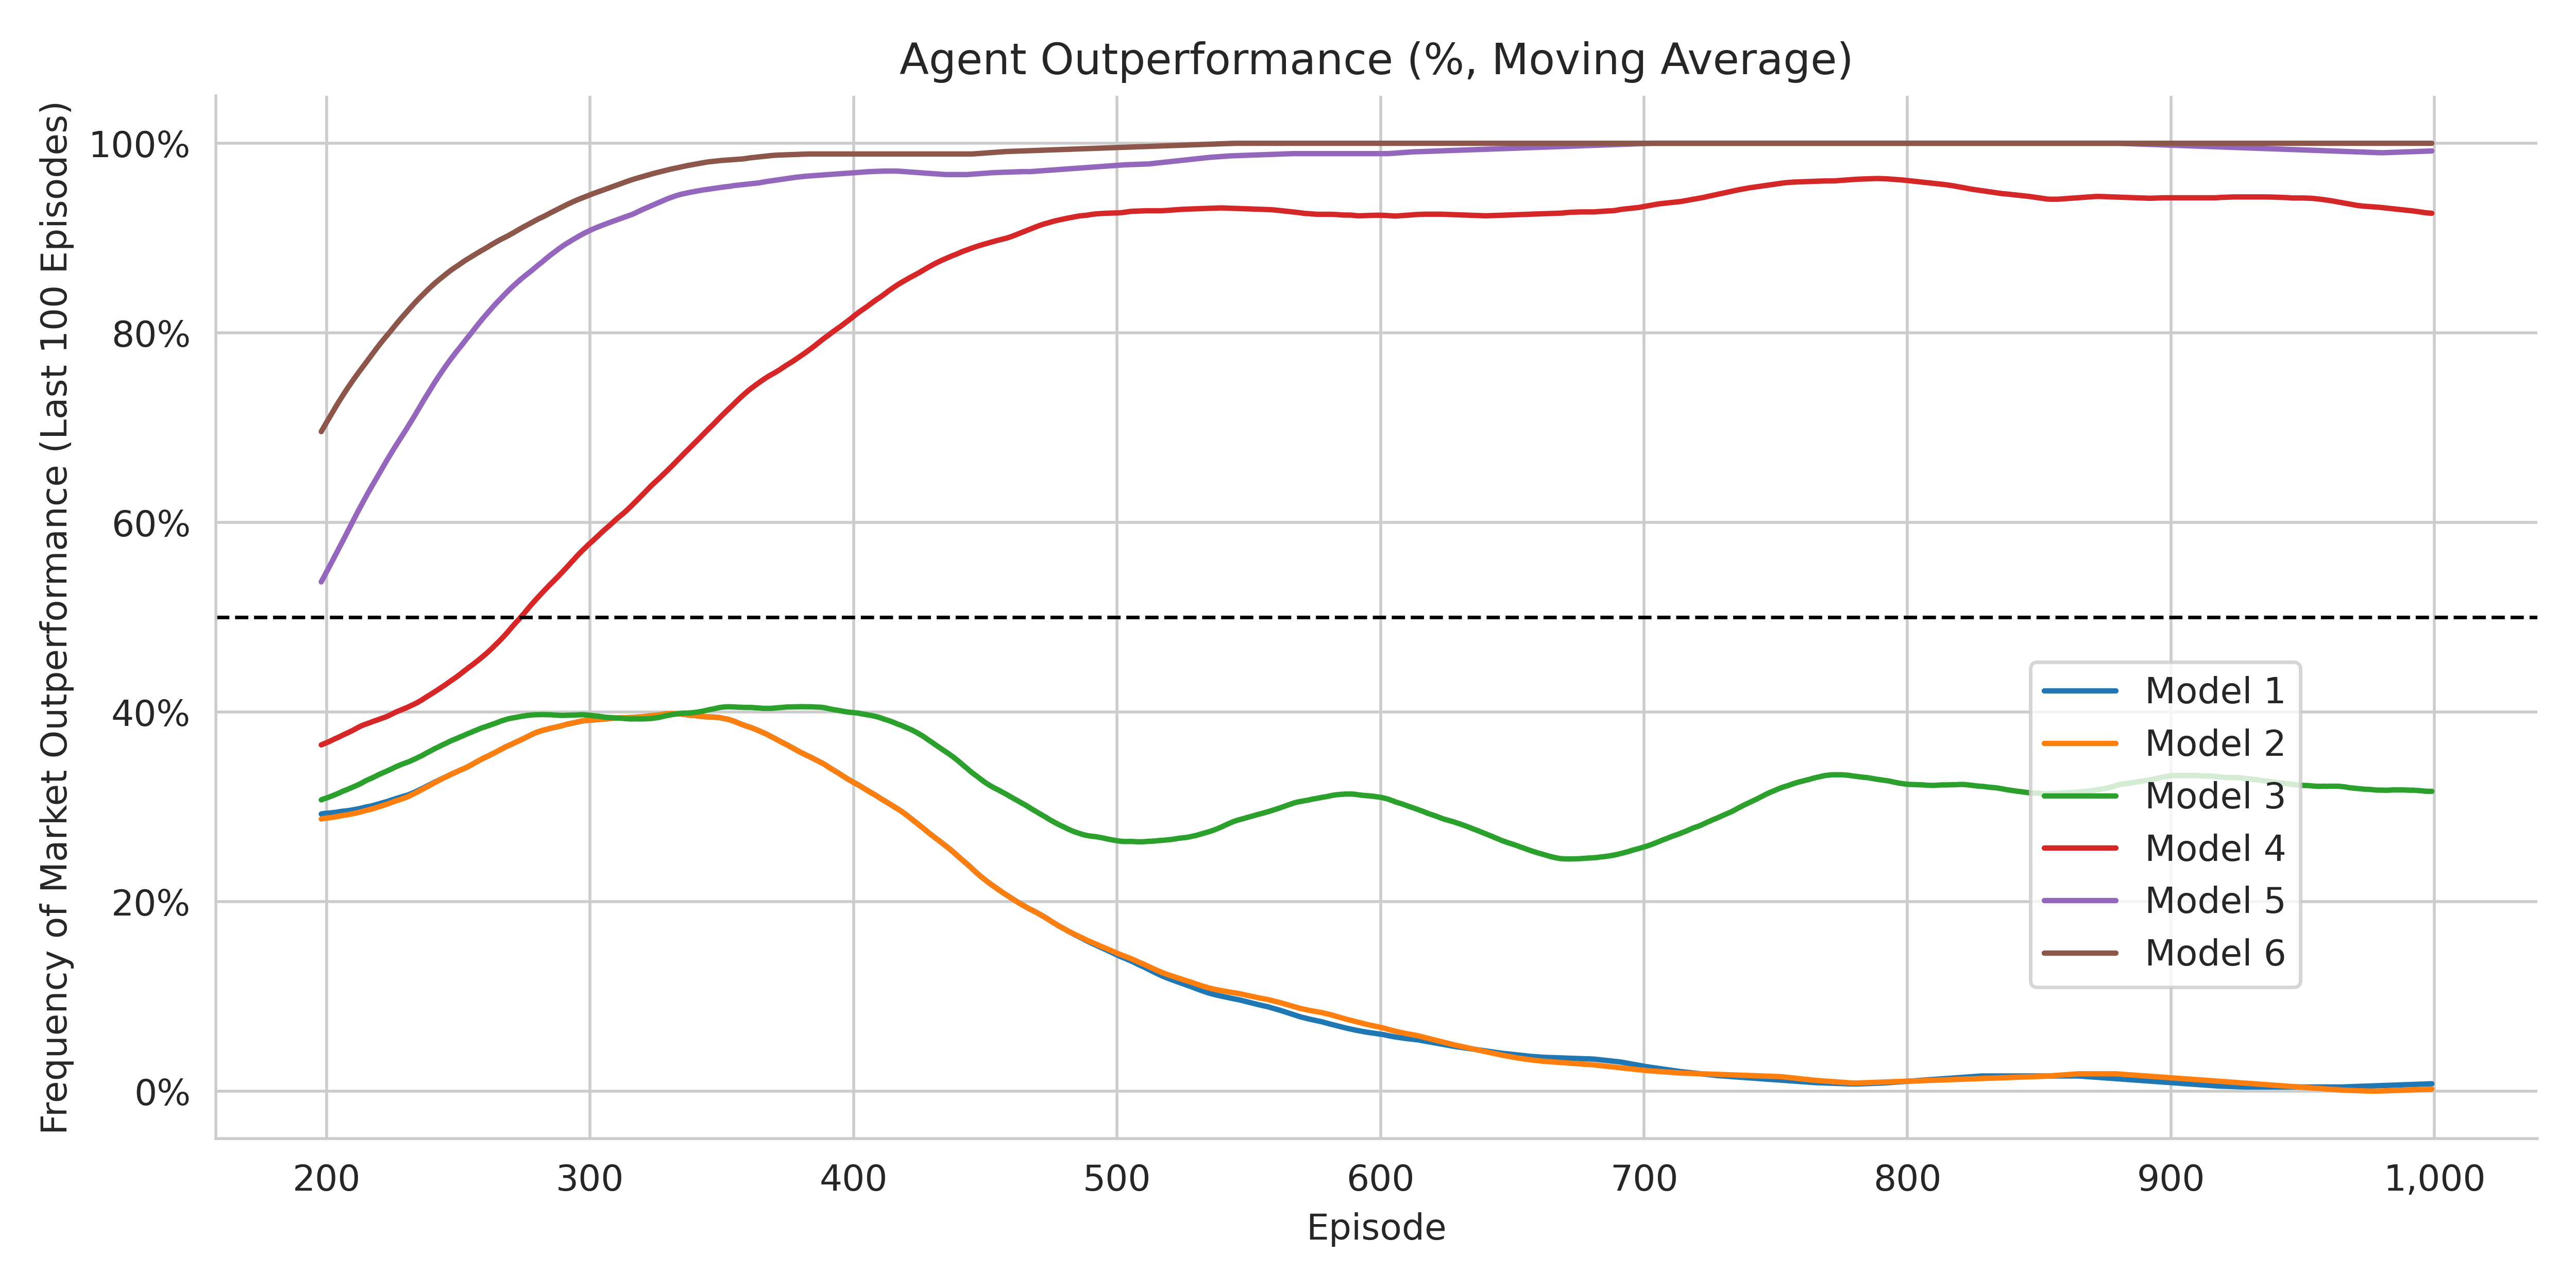 Agent Outperformance (%, Moving Average)
Frequency of Market Outperformance (Last 100 Episodes)
100%
80%
60%
40%
20%
0%
Model 1
Model 2
Model 3
Model 4
Model 5
Model 6
200 300 400 500 600 700 800 900 1,000
Episode